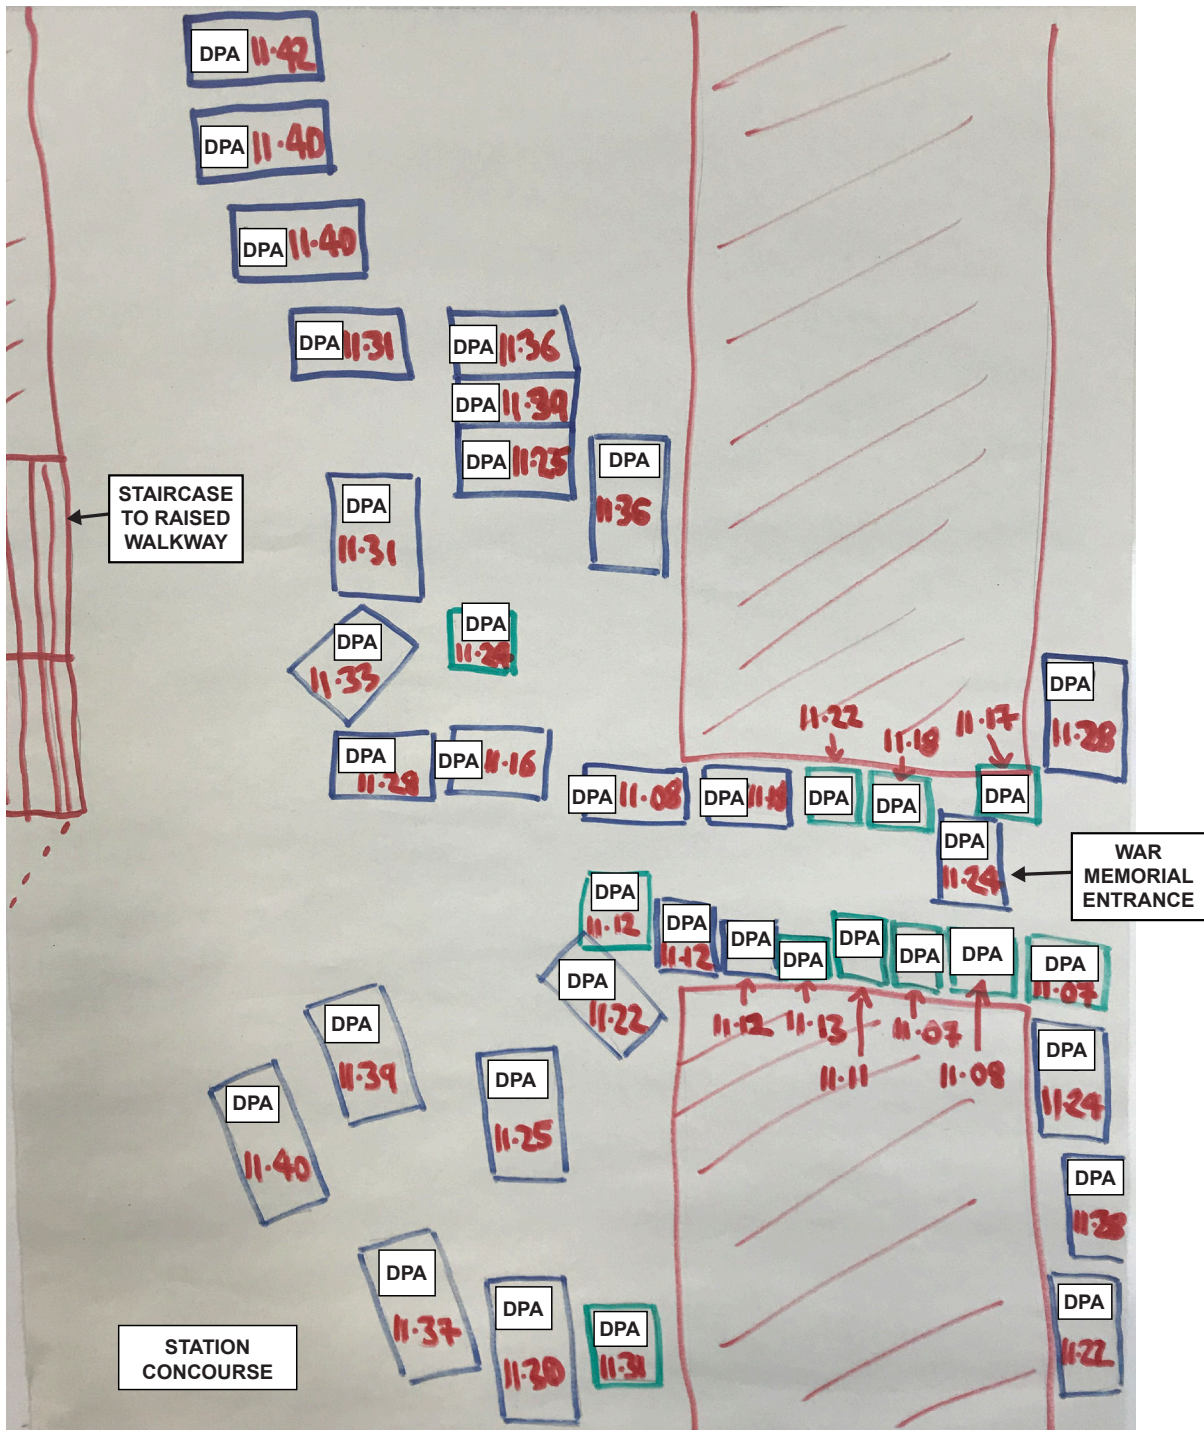 DPA 11.42
DPA 11.40
DPA 11.40
DPA 11.31
DPA 11.36
DPA 11.39
DPA 11.25
DPA
11.36
STAIRCASE
TO RAISED
WALKWAY
DPA
11.31
DPA
11.24
DPA
11.33
DPA
11.28
11.22
11.18
11.17
DPA
11.28
DPA 11.16
DPA 11.08
DPA 11.18
DPA
DPA
DPA
DPA
11.24
WAR
MEMORIAL
ENTRANCE
DPA
11.12
DPA
11.12
DPA
DPA
DPA
DPA
DPA
DPA
11.07
DPA
11.22
11.12
11.13
11.07
11.11
11.08
DPA
11.39
DPA
11.24
DPA
11.40
DPA
11.25
DPA
11.28
DPA
11.37
DPA
11.30
DPA
11.31
DPA
11.22
STATION
CONCOURSE